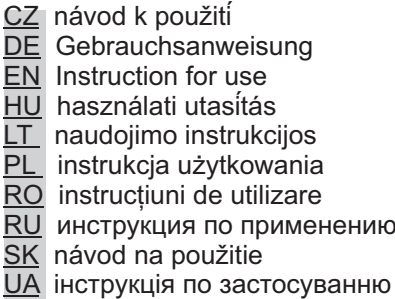 CZ návod k použití
DE Gebrauchsanweisung
EN Instruction for use
HU használati utasítás
LT naudojimo instrukcijos
PL instrukcja użytkowania
RO instrucțiuni de utilizare
RU инструкция по применению
SK návod na použitie
UA інструкція по застосуванню